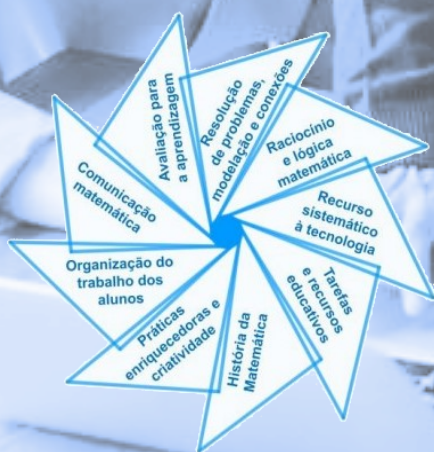 Resolução
de problemas,
modelação e conexões
Raciocínio
e lógica
matemática
Recurso
sistemático
à tecnologia
Tarefas
e recursos
educativos
História da
Matemática
Práticas
enriquecedoras e
criatividade
Organização do
trabalho dos
alunos
Comunicação
matemática
Avaliação para
a aprendizagem